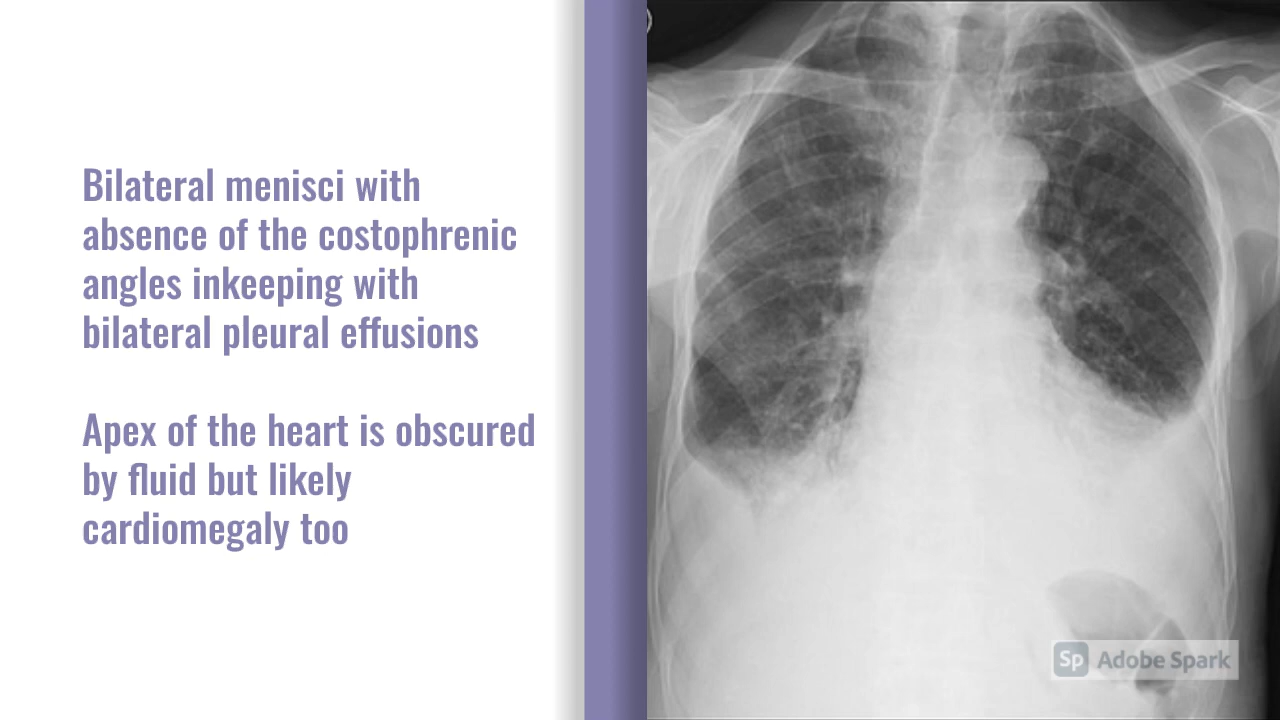 Bilateral menisci with
absence of the costophrenic
angles inkeeping with
bilateral pleural effusions
Apex of the heart is obscured
by fluid but likely
cardiomegaly too
Sp Adobe Spark